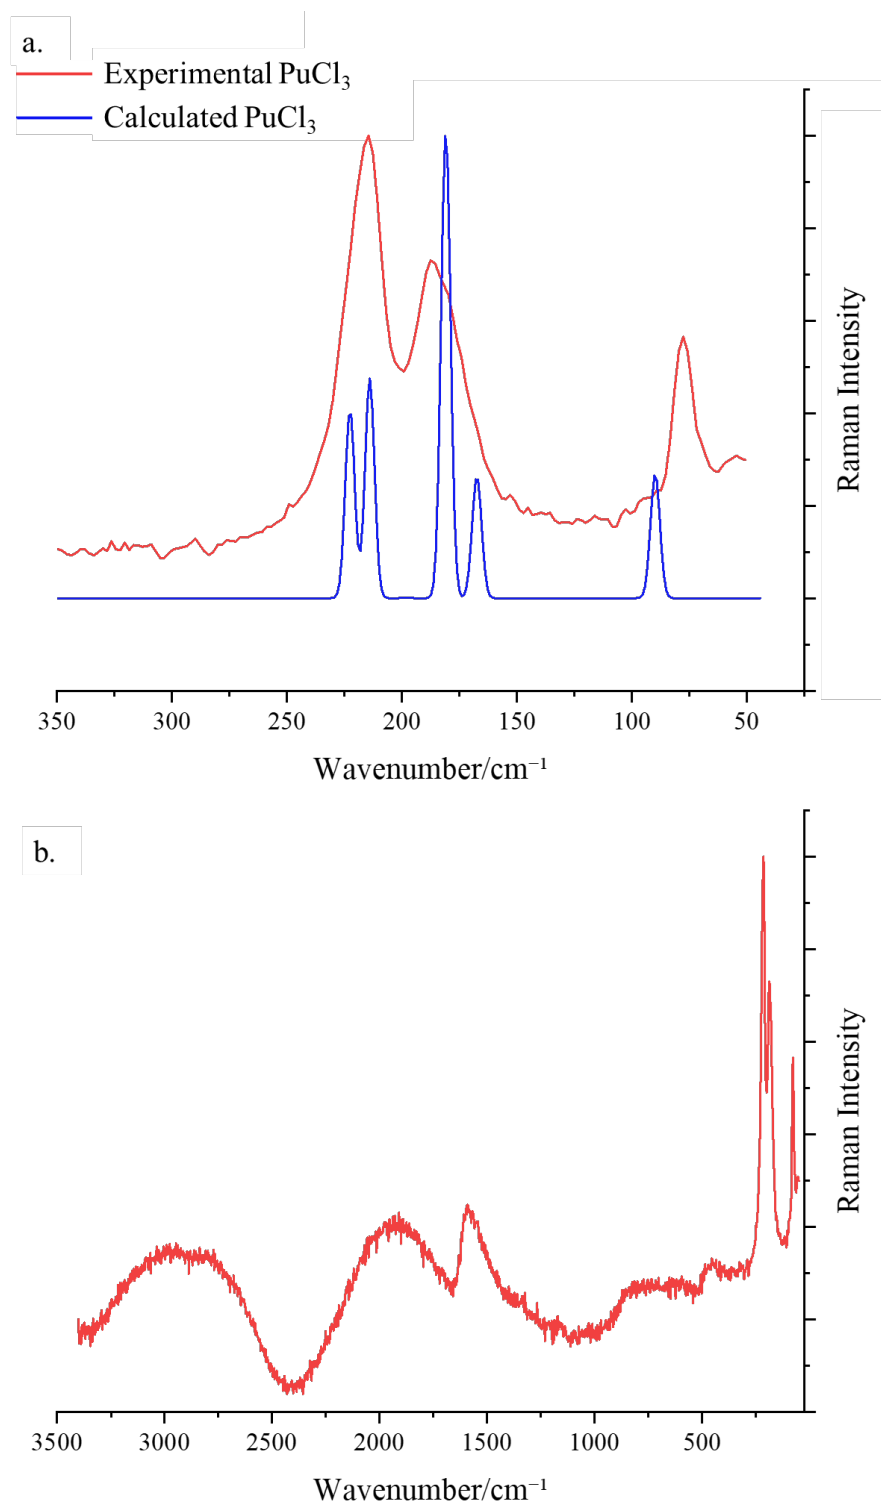 a.
Experimental PuCl₃
Calculated PuCl₃
Raman Intensity
350 300 250 200 150 100 50
Wavenumber/cm⁻¹
b.
Raman Intensity
3500 3000 2500 2000 1500 1000 500
Wavenumber/cm⁻¹